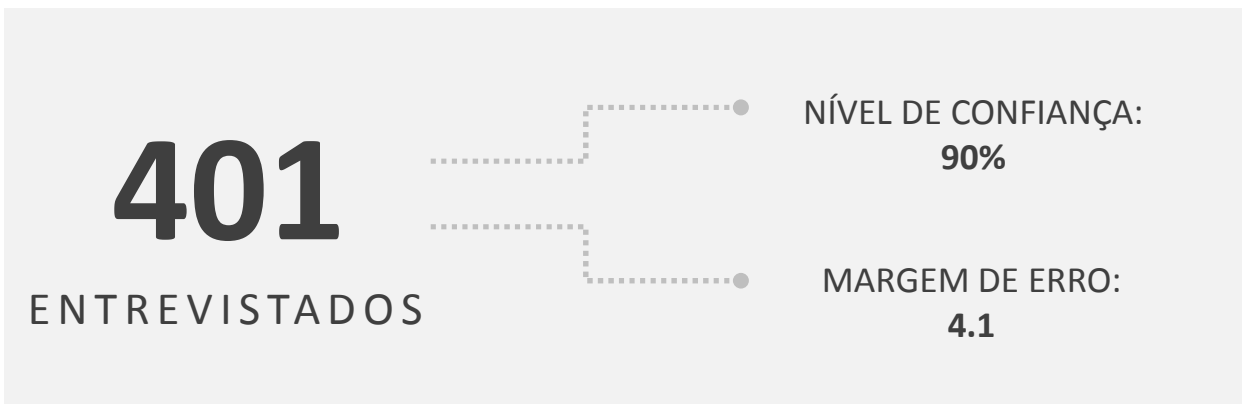 401
ENTREVISTADOS
NÍVEL DE CONFIANÇA:
90%
MARGEM DE ERRO:
4.1